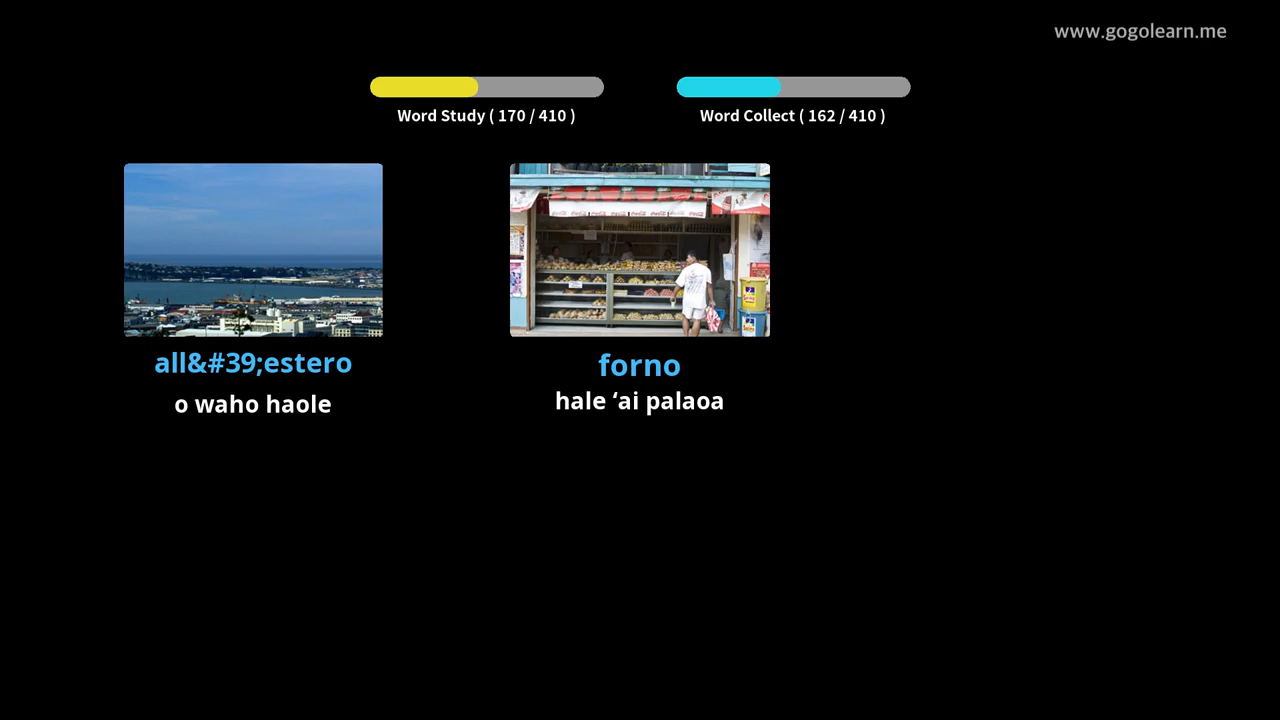 www.gogolearn.me
Word Study ( 170 / 410 )
Word Collect ( 162 / 410 )
all&#39;estero
o waho haole
forno
hale ‘ai palaoa